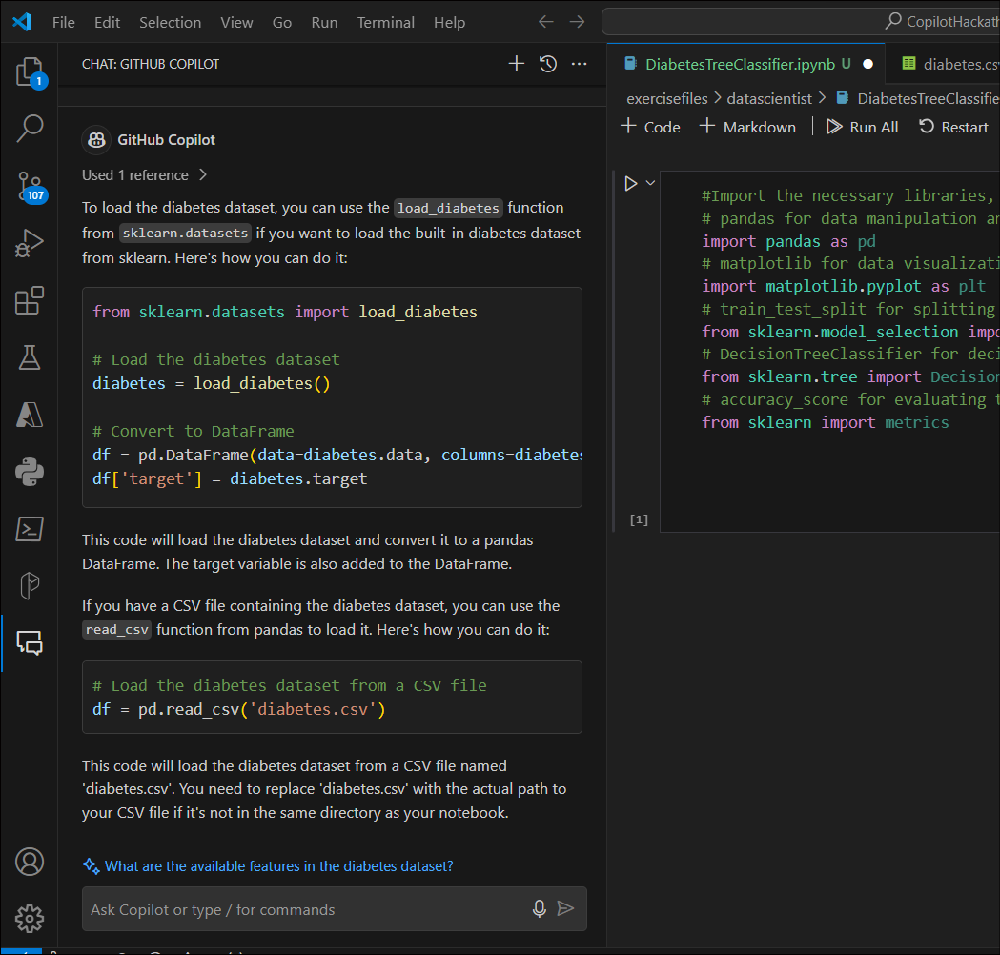 File Edit Selection View Go Run Terminal Help
CopilotHackath
CHAT: GITHUB COPILOT
1
107
GitHub Copilot
Used 1 reference
To load the diabetes dataset, you can use the load_diabetes function
from sklearn.datasets if you want to load the built-in diabetes dataset
from sklearn. Here's how you can do it:
from sklearn.datasets import load_diabetes
# Load the diabetes dataset
diabetes = load_diabetes()
# Convert to DataFrame
df = pd.DataFrame(data=diabetes.data, columns=diabetes
df['target'] = diabetes.target
This code will load the diabetes dataset and convert it to a pandas
DataFrame. The target variable is also added to the DataFrame.
If you have a CSV file containing the diabetes dataset, you can use the
read_csv function from pandas to load it. Here's how you can do it:
# Load the diabetes dataset from a CSV file
df = pd.read_csv('diabetes.csv')
This code will load the diabetes dataset from a CSV file named
'diabetes.csv'. You need to replace 'diabetes.csv' with the actual path to
your CSV file if it's not in the same directory as your notebook.
What are the available features in the diabetes dataset?
Ask Copilot or type / for commands
DiabetesTreeClassifier.ipynb U
diabetes.cs
exercisefiles > datascientist > DiabetesTreeClassifie
+ Code + Markdown | Run All Restart
#Import the necessary libraries,
# pandas for data manipulation an
import pandas as pd
# matplotlib for data visualizati
import matplotlib.pyplot as plt
# train_test_split for splitting
from sklearn.model_selection impo
# DecisionTreeClassifier for deci
from sklearn.tree import Decision
# accuracy_score for evaluating t
from sklearn import metrics
[1]